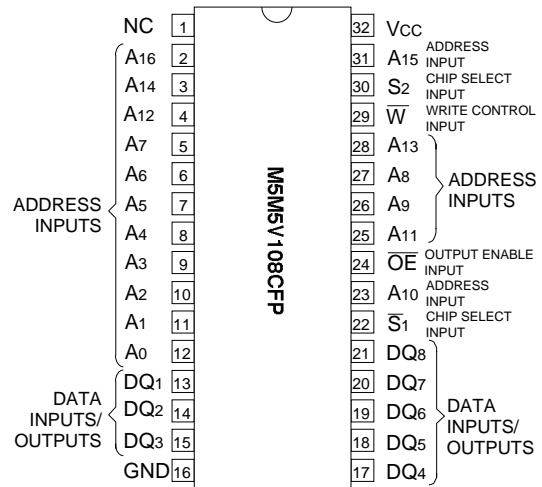 NC 1 32 VCC
A16 2 31 A15 ADDRESS INPUT
A14 3 30 S2 CHIP SELECT INPUT
A12 4 29 W̅ WRITE CONTROL INPUT
A7 5 28 A13
A6 6 27 A8
A5 7 26 A9
A4 8 25 A11
ADDRESS INPUTS
ADDRESS INPUTS
A3 9 24 O̅E̅ OUTPUT ENABLE INPUT
A2 10 23 A10 ADDRESS INPUT
A1 11 22 S̅1 CHIP SELECT INPUT
A0 12 21 DQ8
DQ1 13 20 DQ7
DQ2 14 19 DQ6
DQ3 15 18 DQ5
GND 16 17 DQ4
DATA INPUTS/ OUTPUTS
DATA INPUTS/ OUTPUTS
M5M5V108CFP